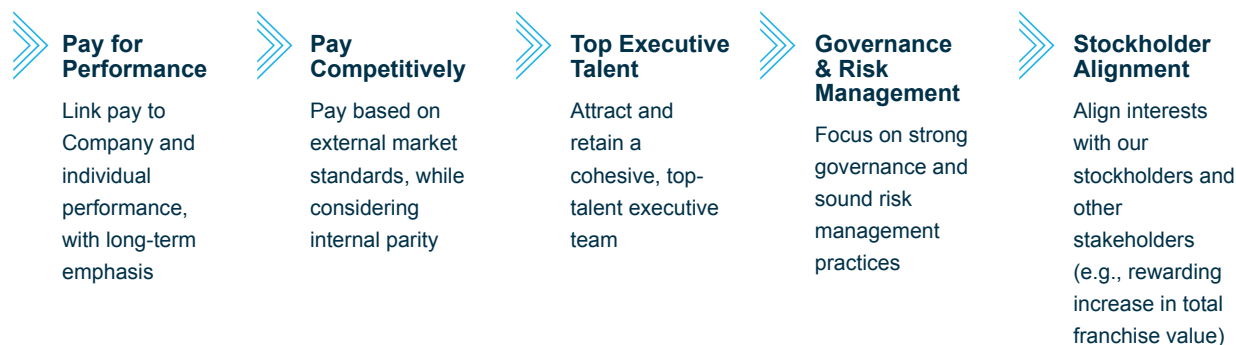 Pay for
Performance
Link pay to
Company and
individual
performance,
with long-term
emphasis
Pay
Competitively
Pay based on
external market
standards, while
considering
internal parity
Top Executive
Talent
Attract and
retain a
cohesive, top-
talent executive
team
Governance
& Risk
Management
Focus on strong
governance and
sound risk
management
practices
Stockholder
Alignment
Align interests
with our
stockholders and
other
stakeholders
(e.g., rewarding
increase in total
franchise value)